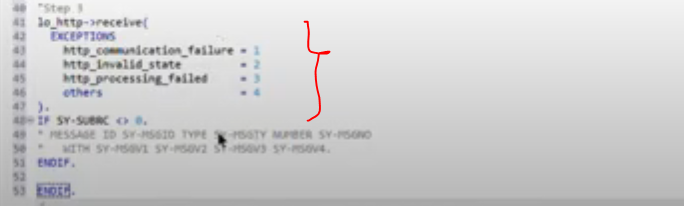 40 "Step 3
41 lo_http->receive(
42 EXCEPTIONS
43 http_communication_failure = 1
44 http_invalid_state = 2
45 http_processing_failed = 3
46 others = 4
47 ).
48 IF SY-SUBRC <> 0.
49 * MESSAGE ID SY-MSGID TYPE SY-MSGTY NUMBER SY-MSGNO
50 * WITH SY-MSGV1 SY-MSGV2 SY-MSGV3 SY-MSGV4.
51 ENDIF.
52
53 ENDIF.